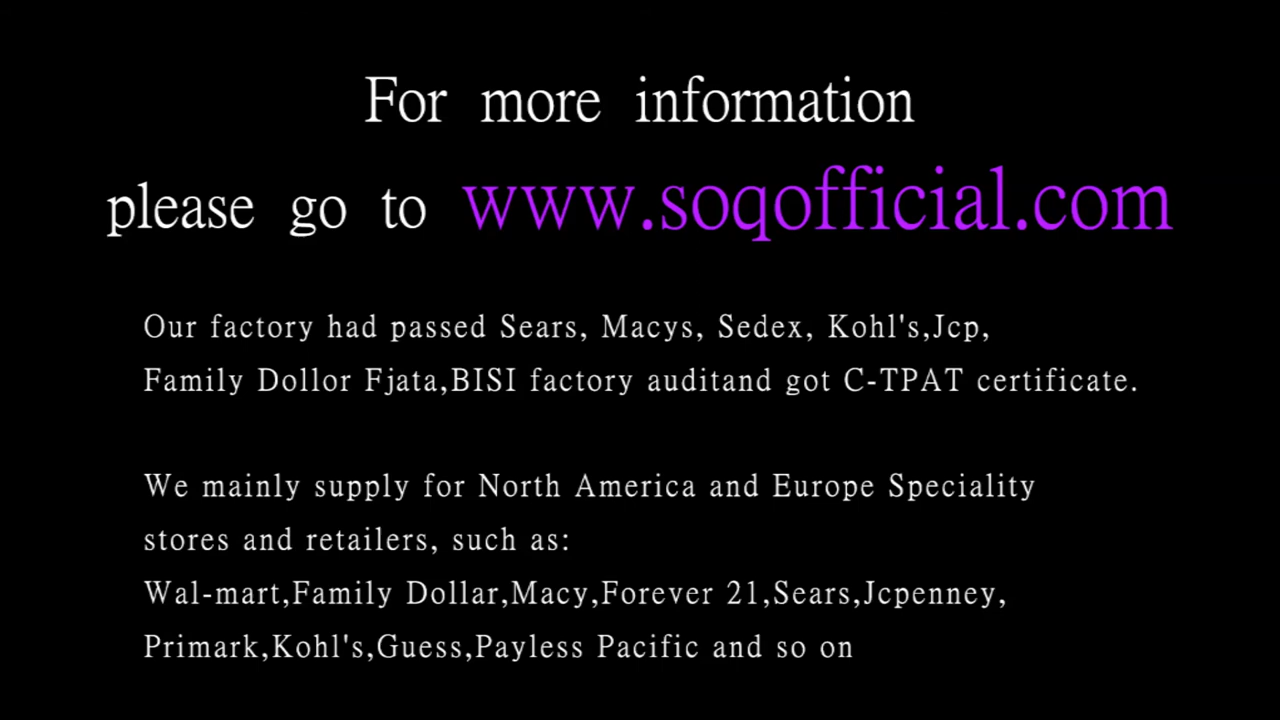 For more information
please go to www.soqofficial.com
Our factory had passed Sears, Macys, Sedex, Kohl's,Jcp,
Family Dollor Fjata,BISI factory auditand got C-TPAT certificate.
We mainly supply for North America and Europe Speciality
stores and retailers, such as:
Wal-mart,Family Dollar,Macy,Forever 21,Sears,Jcpenney,
Primark,Kohl's,Guess,Payless Pacific and so on